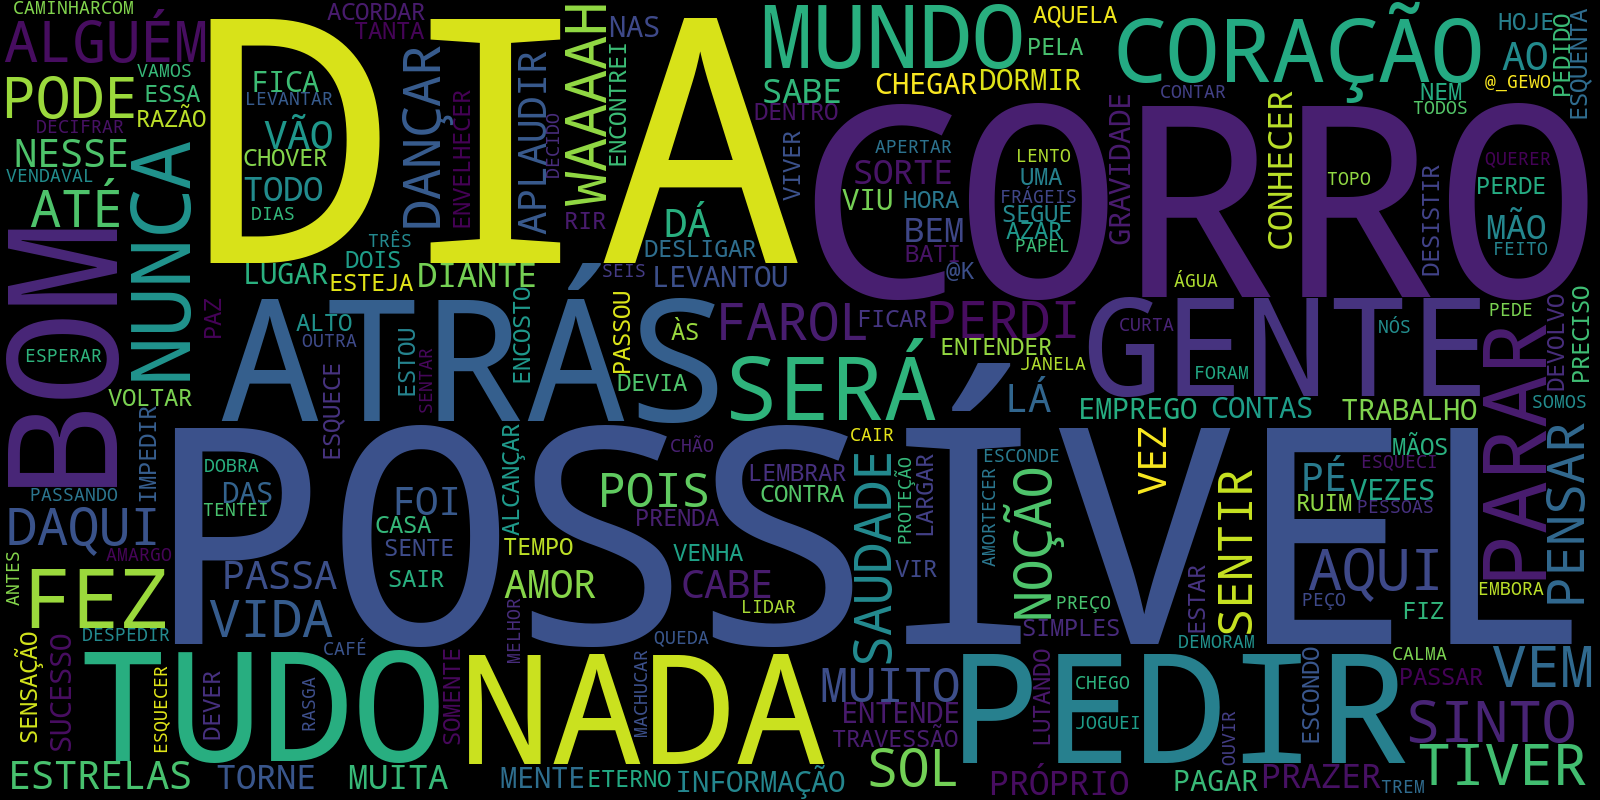 CAMINHARCOM
ACORDAR
TANTA
NAS
MUNDO
AQUELA
PELA
CORAÇÃO
HOJE
AO
PEDIDO
ESQUENTA
ALGUÉM
DIA
WAAAAH
VAMOS
PODE
ESSA
FICA
LEVANTAR
DANÇAR
APLAUDIR
ENCONTREI
SABE
CHEGAR
DORMIR
CONTAR
NEM
@_GEWO
TODOS
DECIFRAR
RAZÃO
VÃO
ENVELHECER
DECIDO
DENTRO
CORRO
GRAVIDADE
CONHECER
NESSE
NUNCA
CHOVER
VIVER
APERTAR
LENTO
SORTE
UMA
QUERER
VENDAVAL
TODO
TOPO
PERDE
ATÉ
DIAS
RIR
DÁ
VIU
HORA
FRÁGEIS
SEGUE
DESISTIR
MÃO
BOM
TRÊS
DESLIGAR
BEM
AZAR
PAPEL
FEITO
DOIS
BATI
LUGAR
ESTEJA
DIANTE
SEIS
LEVANTOU
@K
ÁGUA
PAZ
ATRÁS
ALTO
OUTRA
ESTOU
ENCOSTO
PASSOU
ÀS
FAROL
FICAR
PERDI
GENTE
CURTA
NÓS
PEDE
DEVOLVO
PRECISO
ESPERAR
SENTAR
ENTENDER
JANELA
PARAR
VOLTAR
ESQUECE
DEVIA
SERÁ
LÁ
FORAM
SOMOS
EMPREGO
CONTAS
TRABALHO
IMPEDIR
POSSÍVEL
ALCANÇAR
CHÃO
CAIR
VEZ
MÃOS
PENSAR
PASSANDO
DOBRA
DAS
TENTEI
FOI
POIS
LEMBRAR
CONTRA
SAUDADE
PROTEÇÃO
LARGAR
ESCONDE
AMORTECER
NOÇÃO
SENTIR
PÉ
ESQUECI
VEZES
RUIM
PESSOAS
DAQUI
CASA
PRENDA
AMARGO
SENTE
TEMPO
VENHA
ANTES
FEZ
PASSA
SAIR
AMOR
CABE
VIR
AQUI
EMBORA
VIDA
LIDAR
PREÇO
ESTAR
PEÇO
FIZ
DESPEDIR
CAFÉ
MELHOR
QUEDA
SIMPLES
DEMORAM
CALMA
SENSAÇÃO
SUCESSO
TUDO
NADA
MUITO
PEDIR
PASSAR
VEM
ESQUECER
DEVER
RASGA
SOMENTE
MACHUCAR
ENTENDE
LUTANDO
CHEGO
ESCONDO
TRAVESSÃO
JOGUEI
OUVIR
SINTO
ESTRELAS
TORNE
MUITA
MENTE
ETERNO
INFORMAÇÃO
SOL
PRÓPRIO
PAGAR
PRAZER
TREM
TIVER